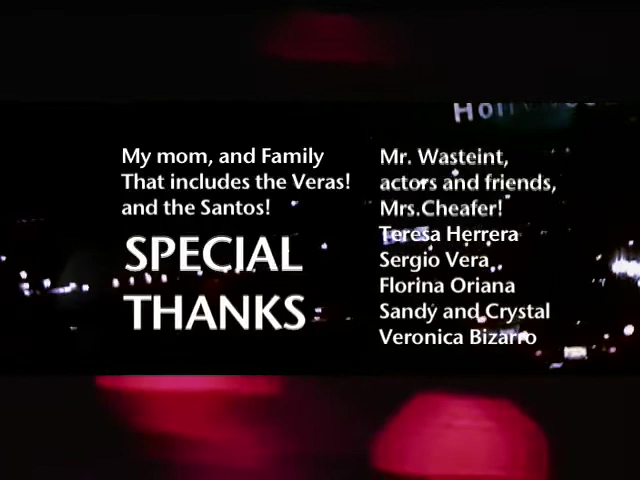 My mom, and Family
That includes the Veras!
and the Santos!
SPECIAL
THANKS
Mr. Wasteint,
actors and friends,
Mrs.Cheafer!
Teresa Herrera
Sergio Vera
Florina Oriana
Sandy and Crystal
Veronica Bizarro